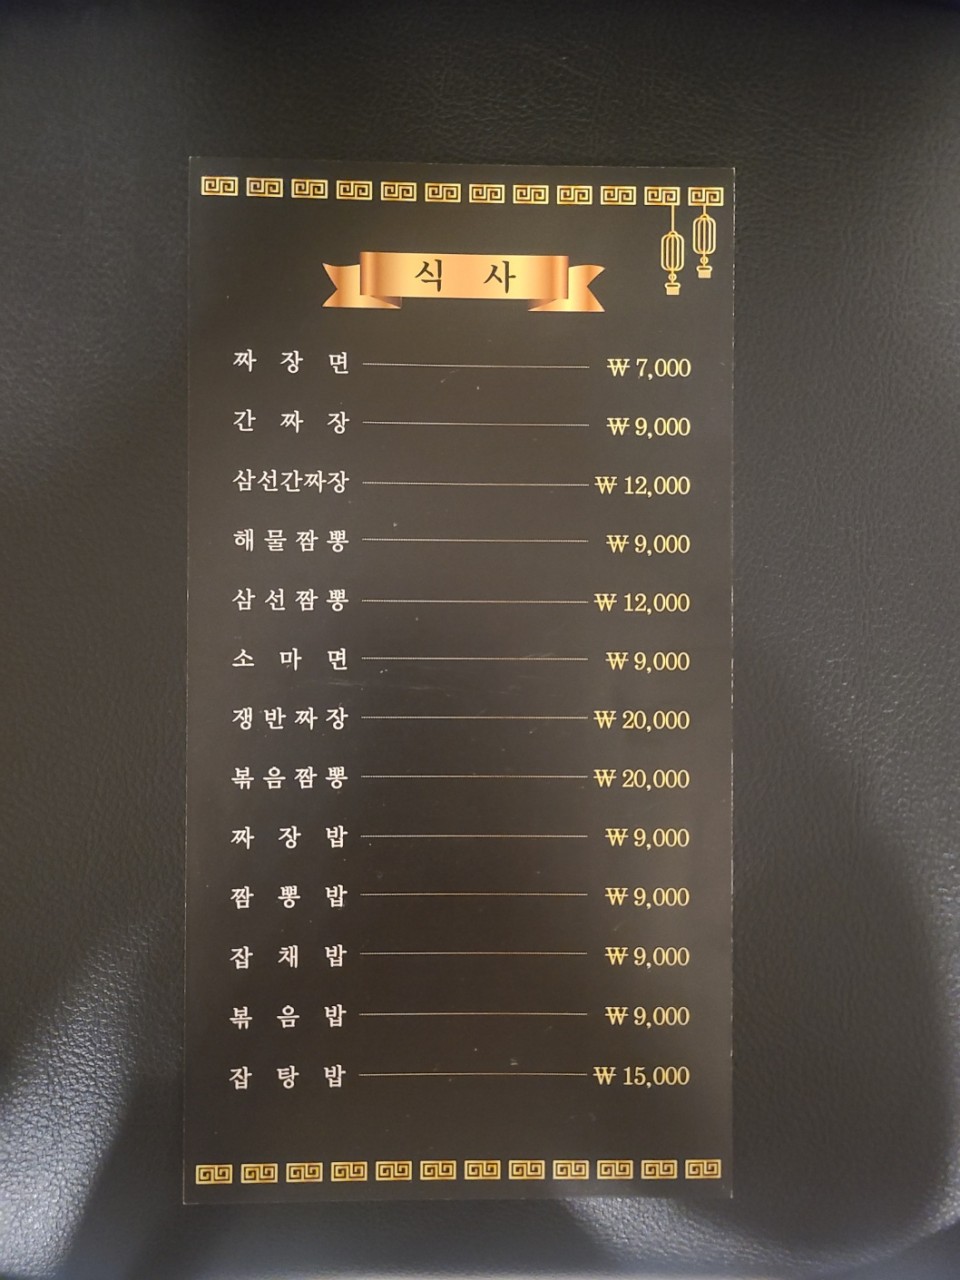 식 사
짜 장 면 ₩ 7,000
간 짜 장 ₩ 9,000
삼선간짜장 ₩ 12,000
해물짬뽕 ₩ 9,000
삼선짬뽕 ₩ 12,000
소 마 면 ₩ 9,000
쟁반짜장 ₩ 20,000
볶음짬뽕 ₩ 20,000
짜 장 밥 ₩ 9,000
짬 뽕 밥 ₩ 9,000
잡 채 밥 ₩ 9,000
볶 음 밥 ₩ 9,000
잡 탕 밥 ₩ 15,000